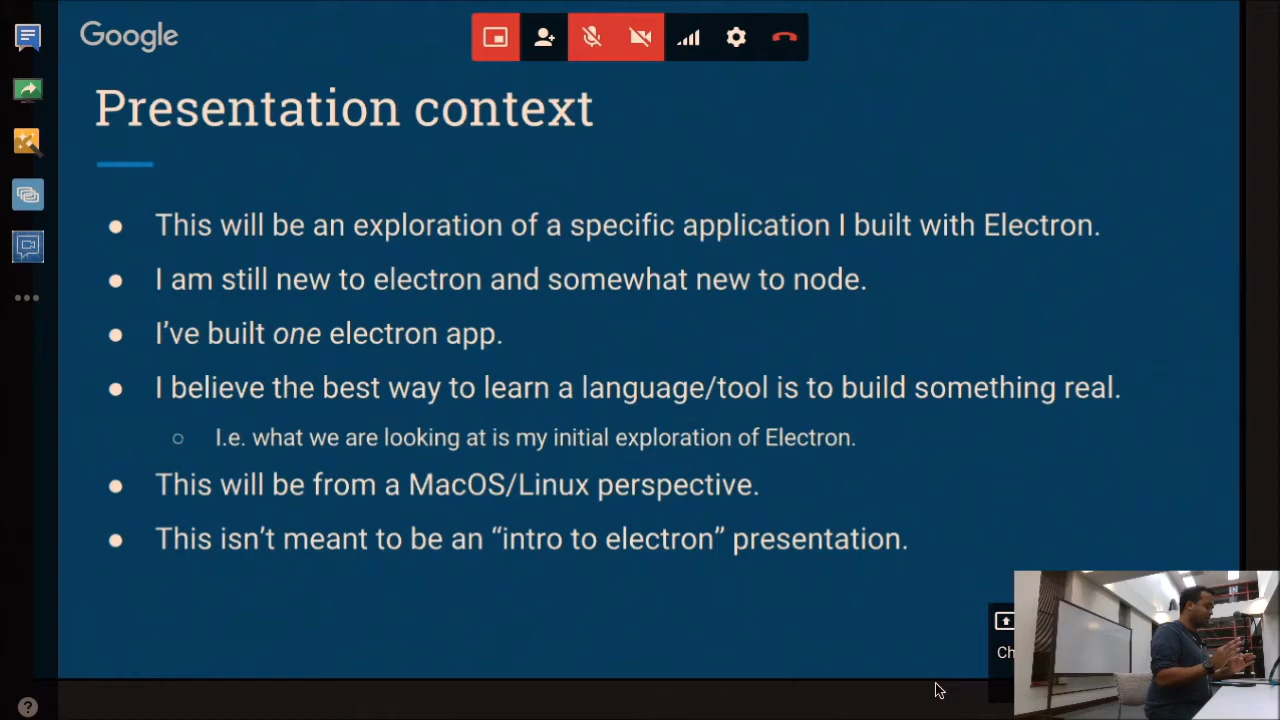 Google
Presentation context
● This will be an exploration of a specific application I built with Electron.
● I am still new to electron and somewhat new to node.
● I've built one electron app.
● I believe the best way to learn a language/tool is to build something real.
○ I.e. what we are looking at is my initial exploration of Electron.
● This will be from a MacOS/Linux perspective.
● This isn't meant to be an “intro to electron” presentation.
Ch
?